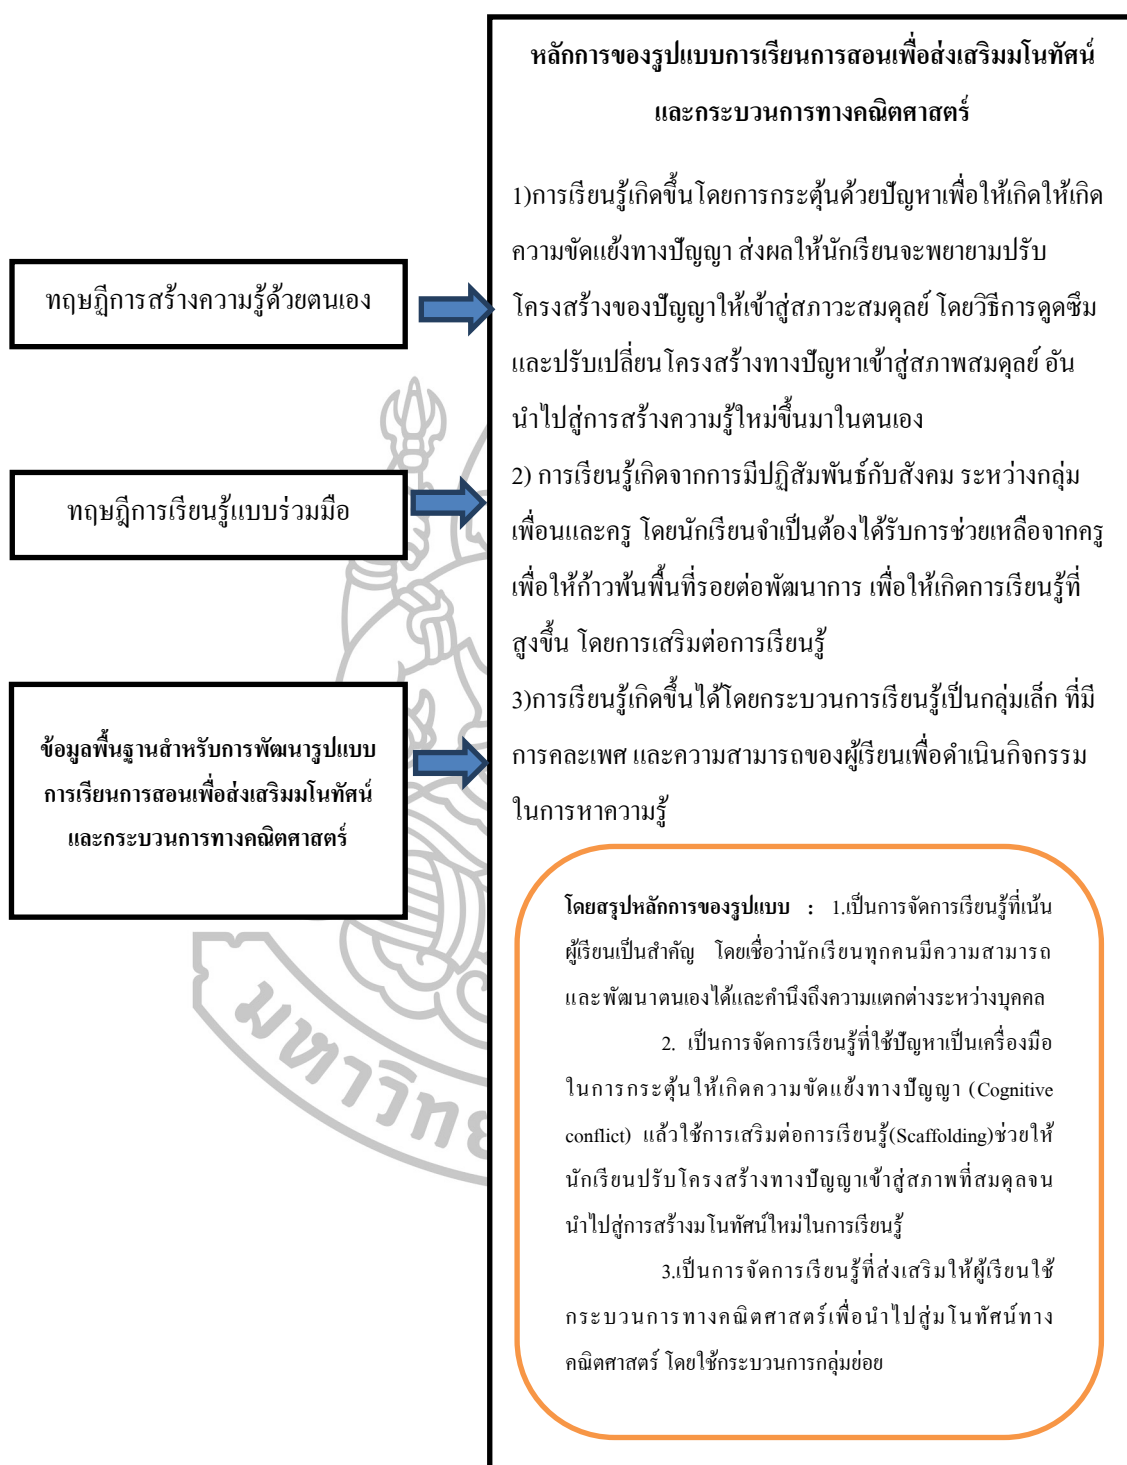 หลักการของรูปแบบการเรียนการสอนเพื่อส่งเสริมมโนทัศน์
และกระบวนการทางคณิตศาสตร์
1)การเรียนรู้เกิดขึ้นโดยการกระตุ้นด้วยปัญหาเพื่อให้เกิดให้เกิด
ความขัดแย้งทางปัญญา ส่งผลให้นักเรียนจะพยายามปรับ
โครงสร้างของปัญญาให้เข้าสู่สภาวะสมดุลย์ โดยวิธีการดูดซึม
และปรับเปลี่ยนโครงสร้างทางปัญหาเข้าสู่สภาพสมดุลย์ อัน
นำไปสู่การสร้างความรู้ใหม่ขึ้นมาในตนเอง
2) การเรียนรู้เกิดจากการมีปฏิสัมพันธ์กับสังคม ระหว่างกลุ่ม
เพื่อนและครู โดยนักเรียนจำเป็นต้องได้รับการช่วยเหลือจากครู
เพื่อให้ก้าวพ้นพื้นที่รอยต่อพัฒนาการ เพื่อให้เกิดการเรียนรู้ที่
สูงขึ้น โดยการเสริมต่อการเรียนรู้
3)การเรียนรู้เกิดขึ้นได้โดยกระบวนการเรียนรู้เป็นกลุ่มเล็ก ที่มี
การคละเพศ และความสามารถของผู้เรียนเพื่อดำเนินกิจกรรม
ในการหาความรู้
ทฤษฎีการสร้างความรู้ด้วยตนเอง
ทฤษฎีการเรียนรู้แบบร่วมมือ
ข้อมูลพื้นฐานสำหรับการพัฒนารูปแบบ
การเรียนการสอนเพื่อส่งเสริมมโนทัศน์
และกระบวนการทางคณิตศาสตร์
โดยสรุปหลักการของรูปแบบ : 1.เป็นการจัดการเรียนรู้ที่เน้น
ผู้เรียนเป็นสำคัญ โดยเชื่อว่านักเรียนทุกคนมีความสามารถ
และพัฒนาตนเองได้และคำนึงถึงความแตกต่างระหว่างบุคคล
2. เป็นการจัดการเรียนรู้ที่ใช้ปัญหาเป็นเครื่องมือ
ในการกระตุ้นให้เกิดความขัดแย้งทางปัญญา (Cognitive
conflict) แล้วใช้การเสริมต่อการเรียนรู้(Scaffolding)ช่วยให้
นักเรียนปรับโครงสร้างทางปัญญาเข้าสู่สภาพที่สมดุลจน
นำไปสู่การสร้างมโนทัศน์ใหม่ในการเรียนรู้
3.เป็นการจัดการเรียนรู้ที่ส่งเสริมให้ผู้เรียนใช้
กระบวนการทางคณิตศาสตร์เพื่อนำไปสู่มโนทัศน์ทาง
คณิตศาสตร์ โดยใช้กระบวนการกลุ่มย่อย
มหาวิทย